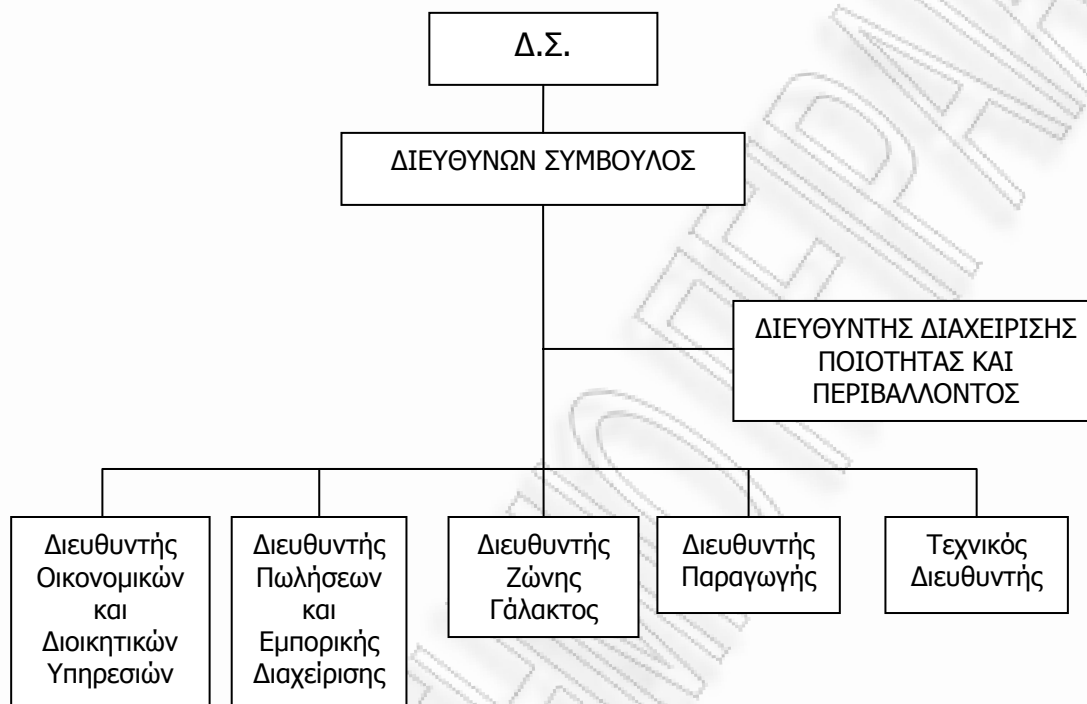 Δ.Σ.
ΔΙΕΥΘΥΝΩΝ ΣΥΜΒΟΥΛΟΣ
ΔΙΕΥΘΥΝΤΗΣ ΔΙΑΧΕΙΡΙΣΗΣ
ΠΟΙΟΤΗΤΑΣ ΚΑΙ
ΠΕΡΙΒΑΛΛΟΝΤΟΣ
Διευθυντής
Οικονομικών
και
Διοικητικών
Υπηρεσιών
Διευθυντής
Πωλήσεων
και
Εμπορικής
Διαχείρισης
Διευθυντής
Ζώνης
Γάλακτος
Διευθυντής
Παραγωγής
Τεχνικός
Διευθυντής